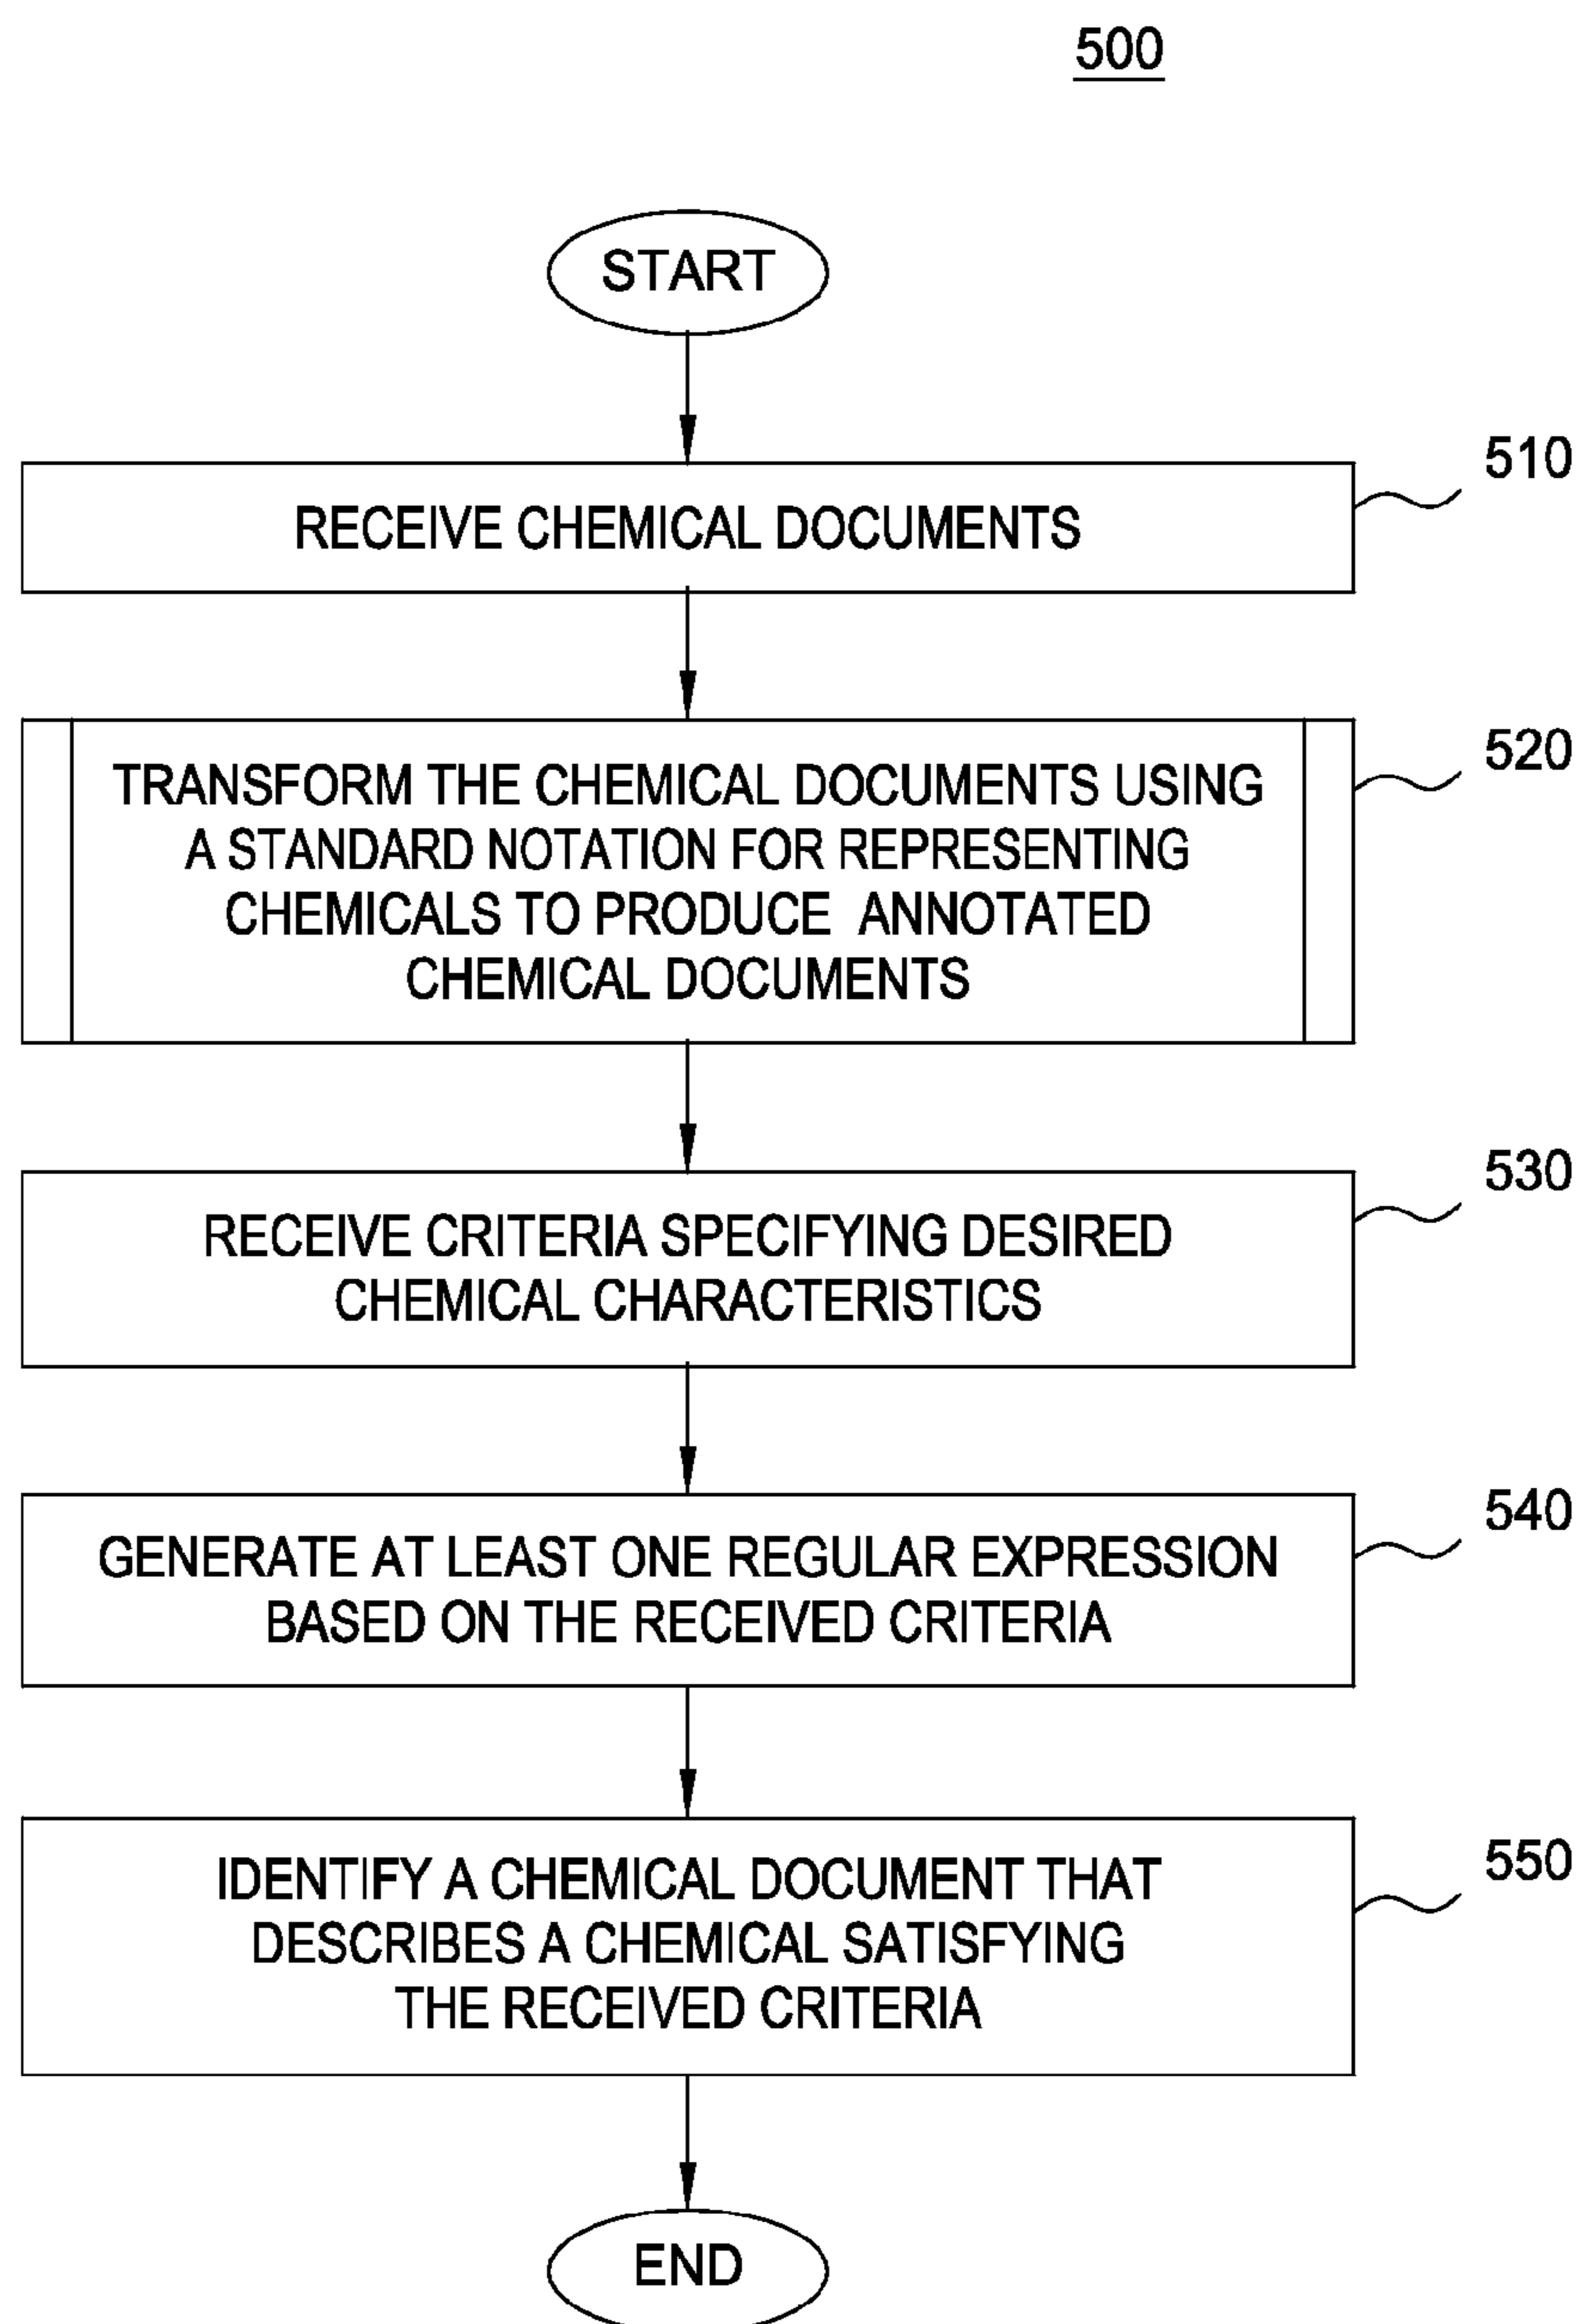 500
START
RECEIVE CHEMICAL DOCUMENTS
510
TRANSFORM THE CHEMICAL DOCUMENTS USING
A STANDARD NOTATION FOR REPRESENTING
CHEMICALS TO PRODUCE ANNOTATED
CHEMICAL DOCUMENTS
520
RECEIVE CRITERIA SPECIFYING DESIRED
CHEMICAL CHARACTERISTICS
530
GENERATE AT LEAST ONE REGULAR EXPRESSION
BASED ON THE RECEIVED CRITERIA
540
IDENTIFY A CHEMICAL DOCUMENT THAT
DESCRIBES A CHEMICAL SATISFYING
THE RECEIVED CRITERIA
550
END